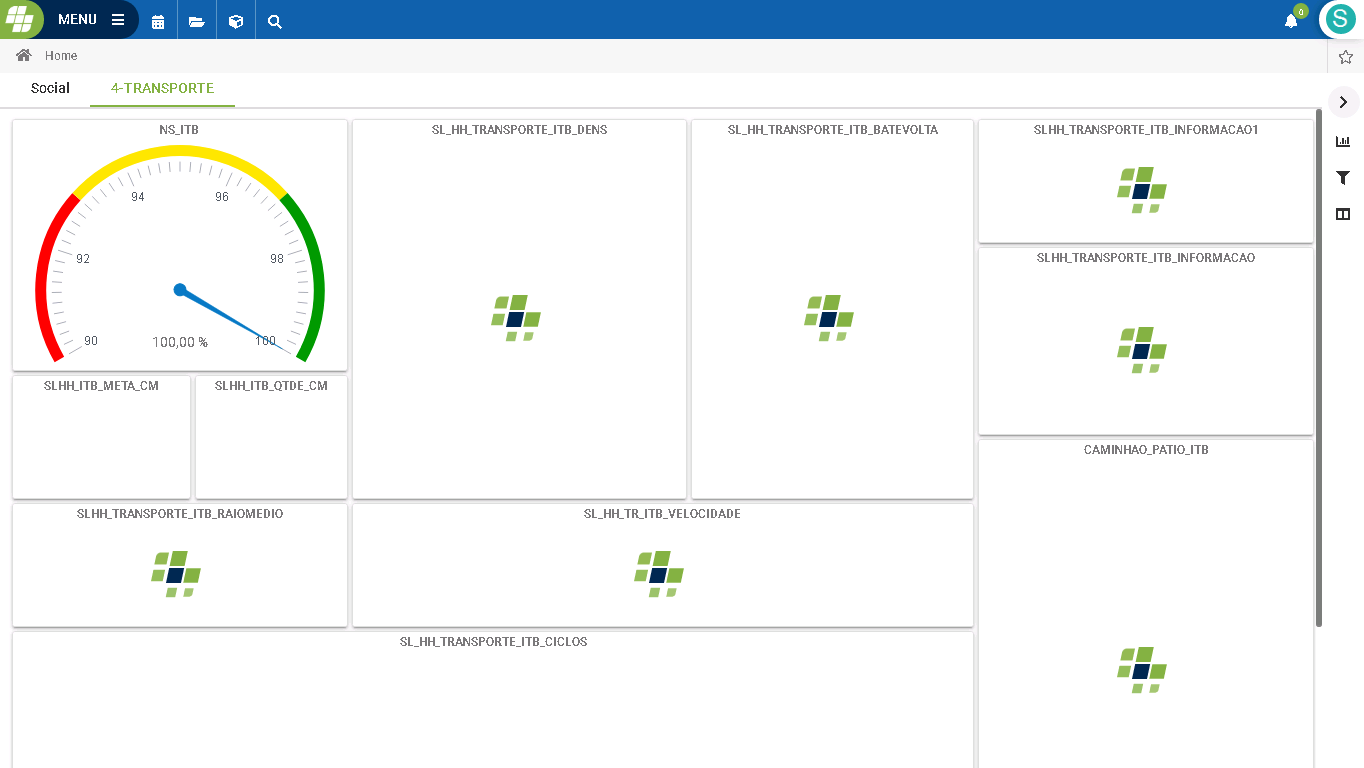 MENU
0
S
Home
Social
4-TRANSPORTE
NS_ITB
94
96
92
98
90
100
100,00 %
SL_HH_TRANSPORTE_ITB_DENS
SL_HH_TRANSPORTE_ITB_BATEVOLTA
SLHH_TRANSPORTE_ITB_INFORMACAO1
SLHH_TRANSPORTE_ITB_INFORMACAO
SLHH_ITB_META_CM
SLHH_ITB_QTDE_CM
CAMINHAO_PATIO_ITB
SLHH_TRANSPORTE_ITB_RAIOMEDIO
SL_HH_TR_ITB_VELOCIDADE
SL_HH_TRANSPORTE_ITB_CICLOS